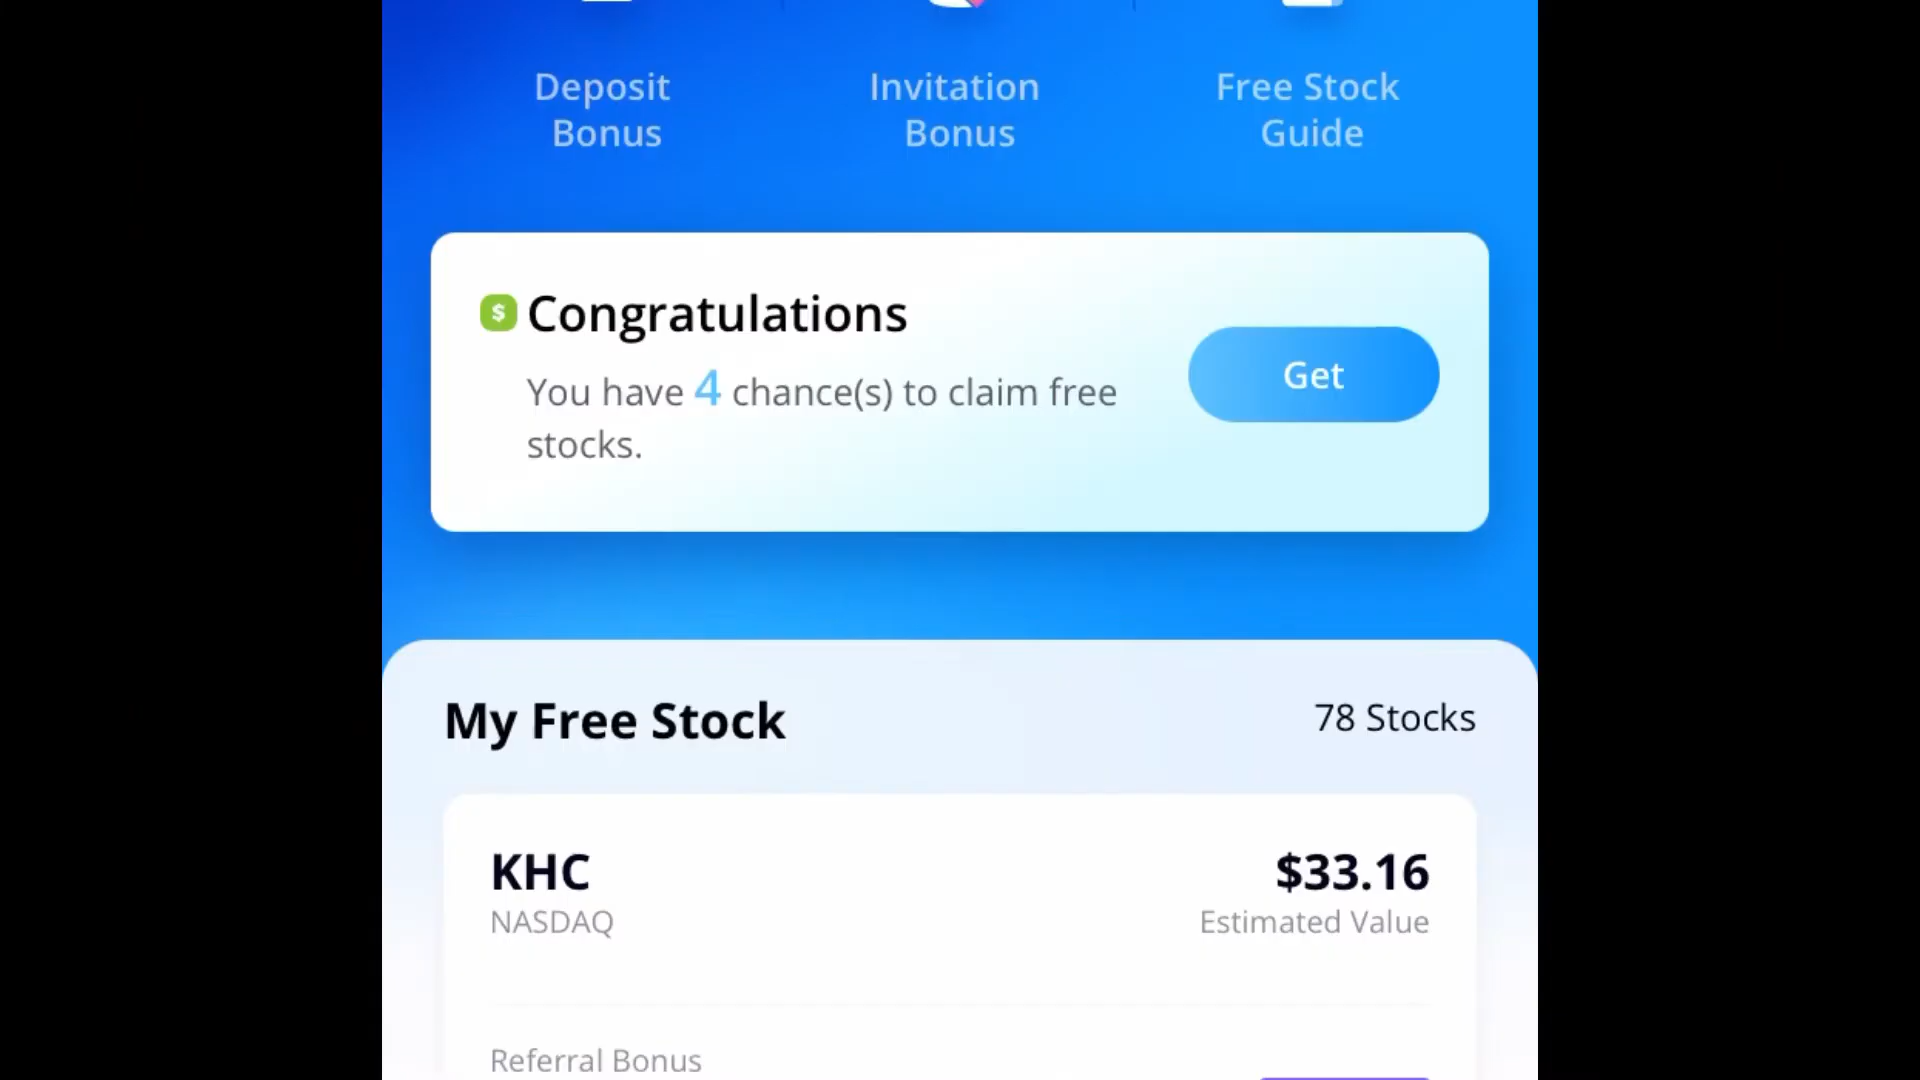 Deposit Bonus
Invitation Bonus
Free Stock Guide
$
Congratulations
You have 4 chance(s) to claim free
stocks.
Get
My Free Stock
78 Stocks
KHC
$33.16
NASDAQ
Estimated Value
Referral Bonus